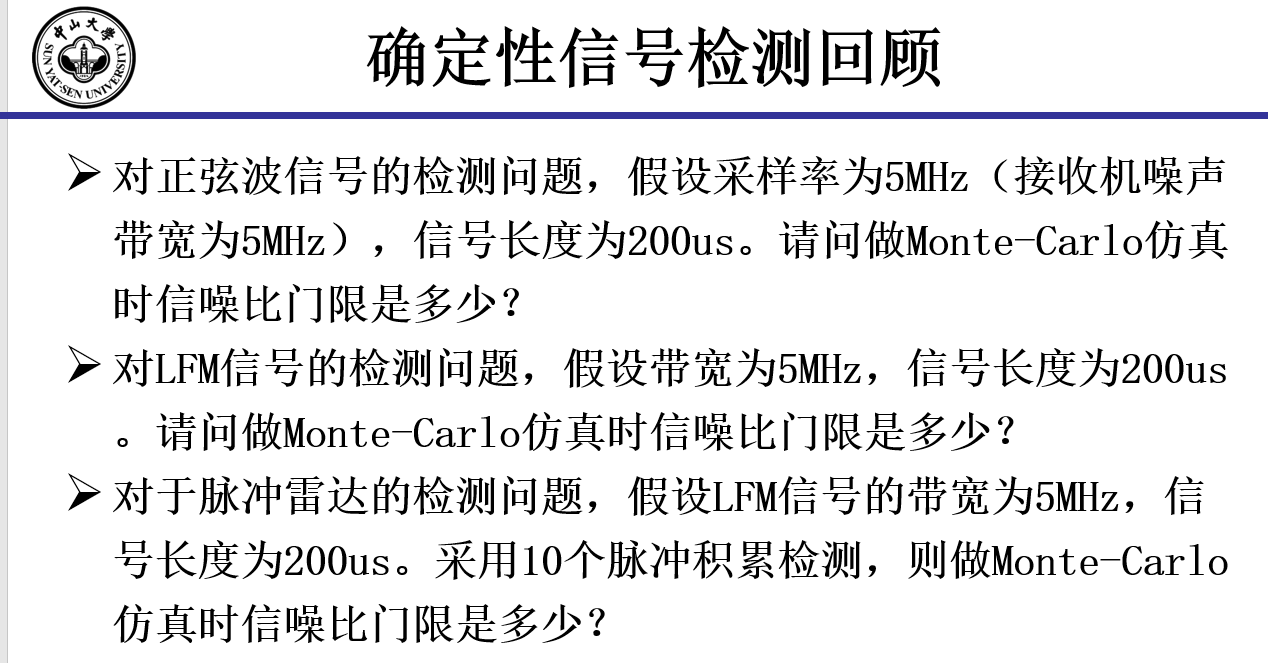 中山大学
SUN YAT-SEN UNIVERSITY
确定性信号检测回顾
➢对正弦波信号的检测问题，假设采样率为5MHz（接收机噪声
带宽为5MHz），信号长度为200us。请问做Monte-Carlo仿真
时信噪比门限是多少？
➢对LFM信号的检测问题，假设带宽为5MHz，信号长度为200us
。请问做Monte-Carlo仿真时信噪比门限是多少？
➢对于脉冲雷达的检测问题，假设LFM信号的带宽为5MHz，信
号长度为200us。采用10个脉冲积累检测，则做Monte-Carlo
仿真时信噪比门限是多少？